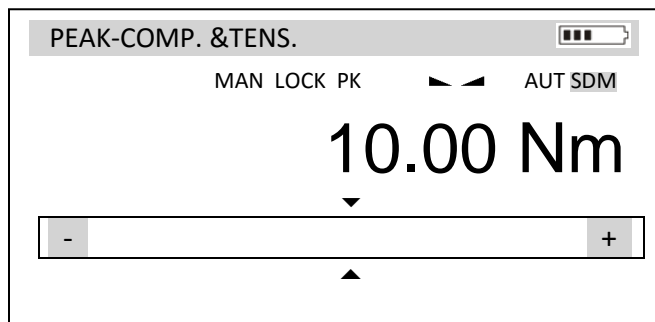 PEAK-COMP. &TENS.
MAN LOCK PK AUT SDM
10.00 Nm
- +